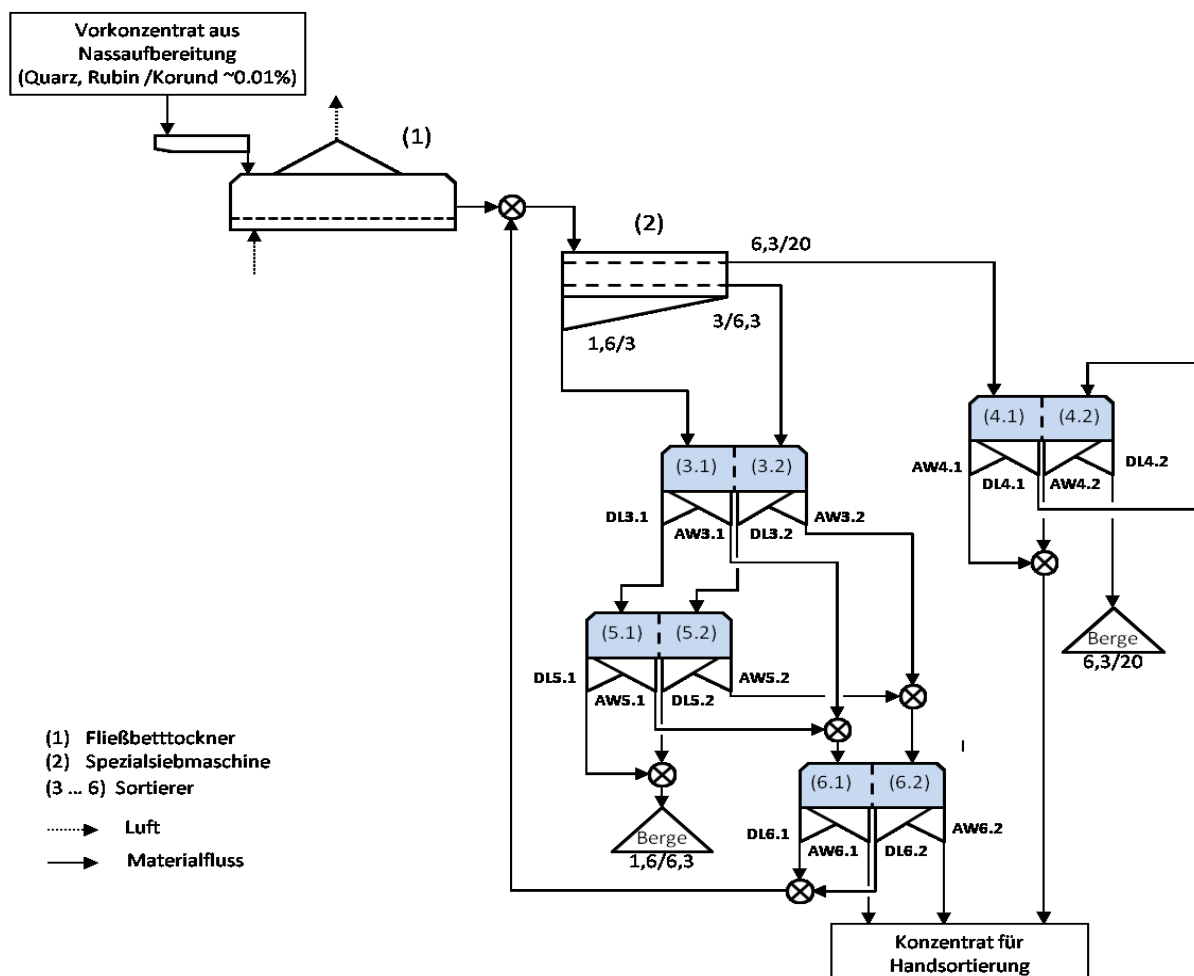 Vorkonzentrat aus
Nassaufbereitung
(Quarz, Rubin /Korund ~0.01%)
(1)
(2)
6,3/20
3/6,3
1,6/3
(4.1)
(4.2)
AW4.1
DL4.1
AW4.2
DL4.2
(3.1)
(3.2)
DL3.1
AW3.1
DL3.2
AW3.2
Berge
6,3/20
(5.1)
(5.2)
DL5.1
AW5.1
DL5.2
AW5.2
(6.1)
(6.2)
DL6.1
AW6.1
DL6.2
AW6.2
Berge
1,6/6,3
(1) Fließbetttockner
(2) Spezialsiebmaschine
(3 ... 6) Sortierer
Luft
Materialfluss
Konzentrat für
Handsortierung